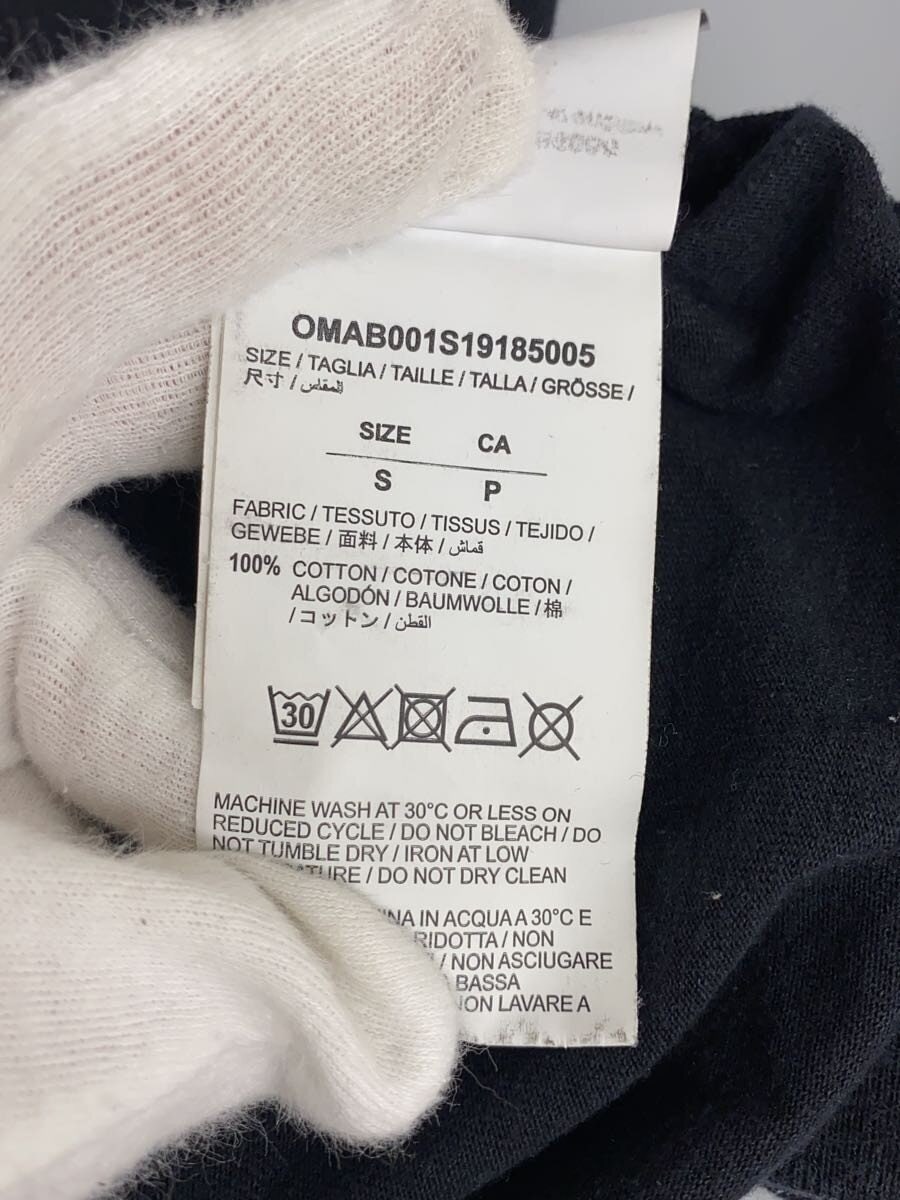 OMAB001S19185005
SIZE / TAGLIA / TAILLE / TALLA / GRÖSSE /
尺寸 / المقاس
SIZE CA
S P
FABRIC / TESSUTO / TISSUS / TEJIDO /
GEWEBE / 面料 / 本体 / قماش
100% COTTON / COTONE / COTON /
ALGODÓN / BAUMWOLLE / 棉
/ コットン / القطن
30
MACHINE WASH AT 30°C OR LESS ON
REDUCED CYCLE / DO NOT BLEACH / DO
NOT TUMBLE DRY / IRON AT LOW
/ DO NOT DRY CLEAN
IN ACQUA A 30°C E
RIDOTTA / NON
/ NON ASCIUGARE
BASSA
NON LAVARE A